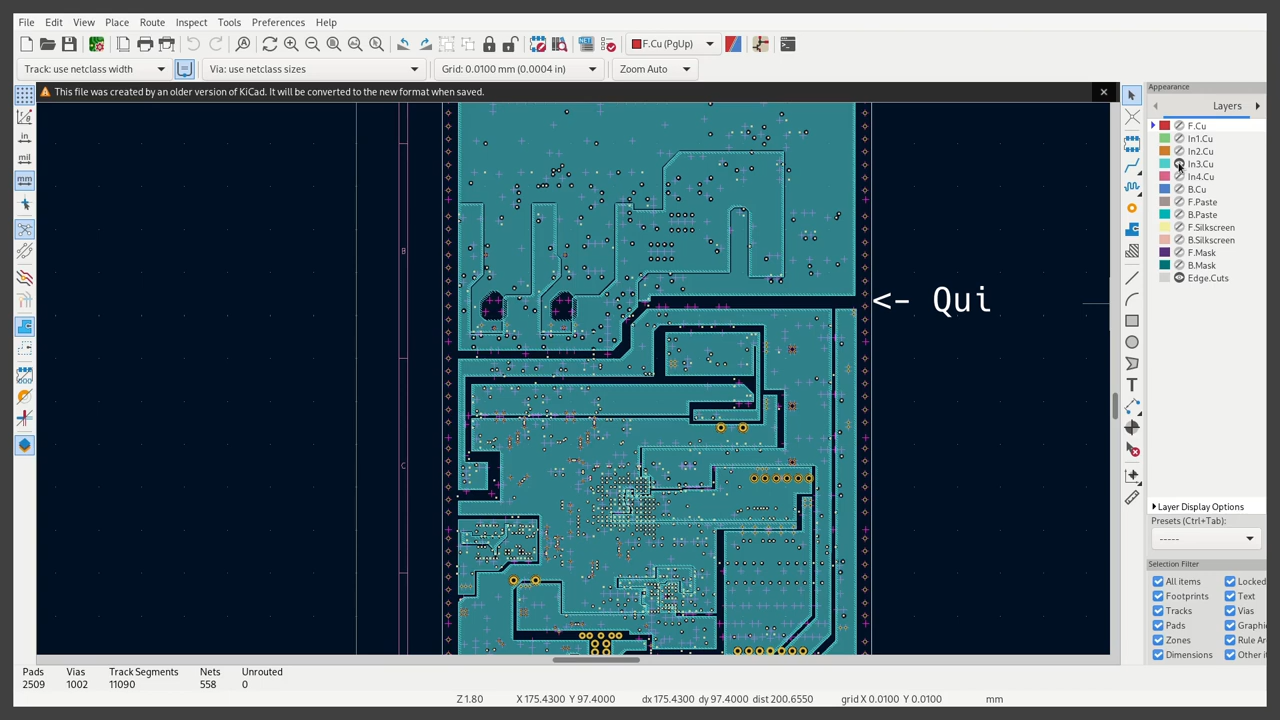 File Edit View Place Route Inspect Tools Preferences Help
F.Cu (PgUp)
Track: use netclass width Via: use netclass sizes Grid: 0.0100 mm (0.0004 in) Zoom Auto
This file was created by an older version of KiCad. It will be converted to the new format when saved.
Appearance
Layers
F.Cu
In1.Cu
In2.Cu
In3.Cu
In4.Cu
B.Cu
F.Paste
B.Paste
F.Silkscreen
B.Silkscreen
F.Mask
B.Mask
Edge.Cuts
in
mil
mm
B
<- Qui
C
Layer Display Options
Presets (Ctrl+Tab):
-----
Selection Filter
All items Locked
Footprints Text
Tracks Vias
Pads Graphi
Zones Rule Ar
Dimensions Other it
Pads Vias Track Segments Nets Unrouted
2509 1002 11090 558 0
Z 1.80 X 175.4300 Y 97.4000 dx 175.4300 dy 97.4000 dist 200.6550 grid X 0.0100 Y 0.0100 mm